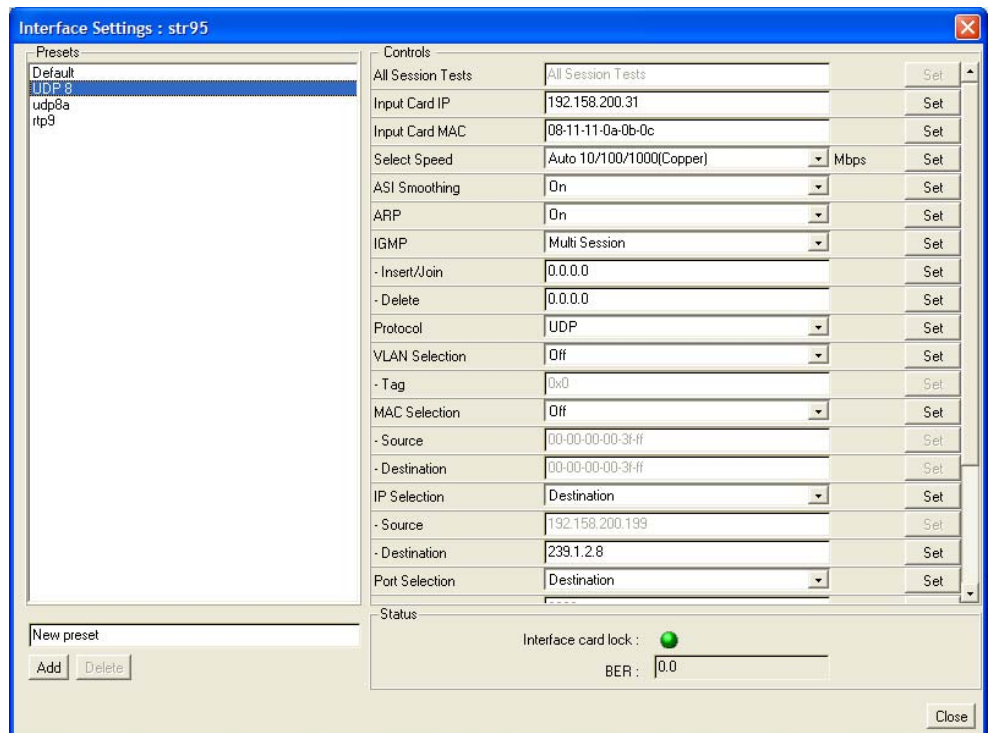 Interface Settings : str95
Presets
Default
UDP 8
udp8a
rtp9
New preset
Add Delete
Controls
All Session Tests All Session Tests Set
Input Card IP 192.158.200.31 Set
Input Card MAC 08-11-11-0a-0b-0c Set
Select Speed Auto 10/100/1000(Copper) Mbps Set
ASI Smoothing On Set
ARP On Set
IGMP Multi Session Set
- Insert/Join 0.0.0.0 Set
- Delete 0.0.0.0 Set
Protocol UDP Set
VLAN Selection Off Set
- Tag 0x0 Set
MAC Selection Off Set
- Source 00-00-00-00-3f-ff Set
- Destination 00-00-00-00-3f-ff Set
IP Selection Destination Set
- Source 192.158.200.199 Set
- Destination 239.1.2.8 Set
Port Selection Destination Set
Status
Interface card lock :
BER : 0.0
Close